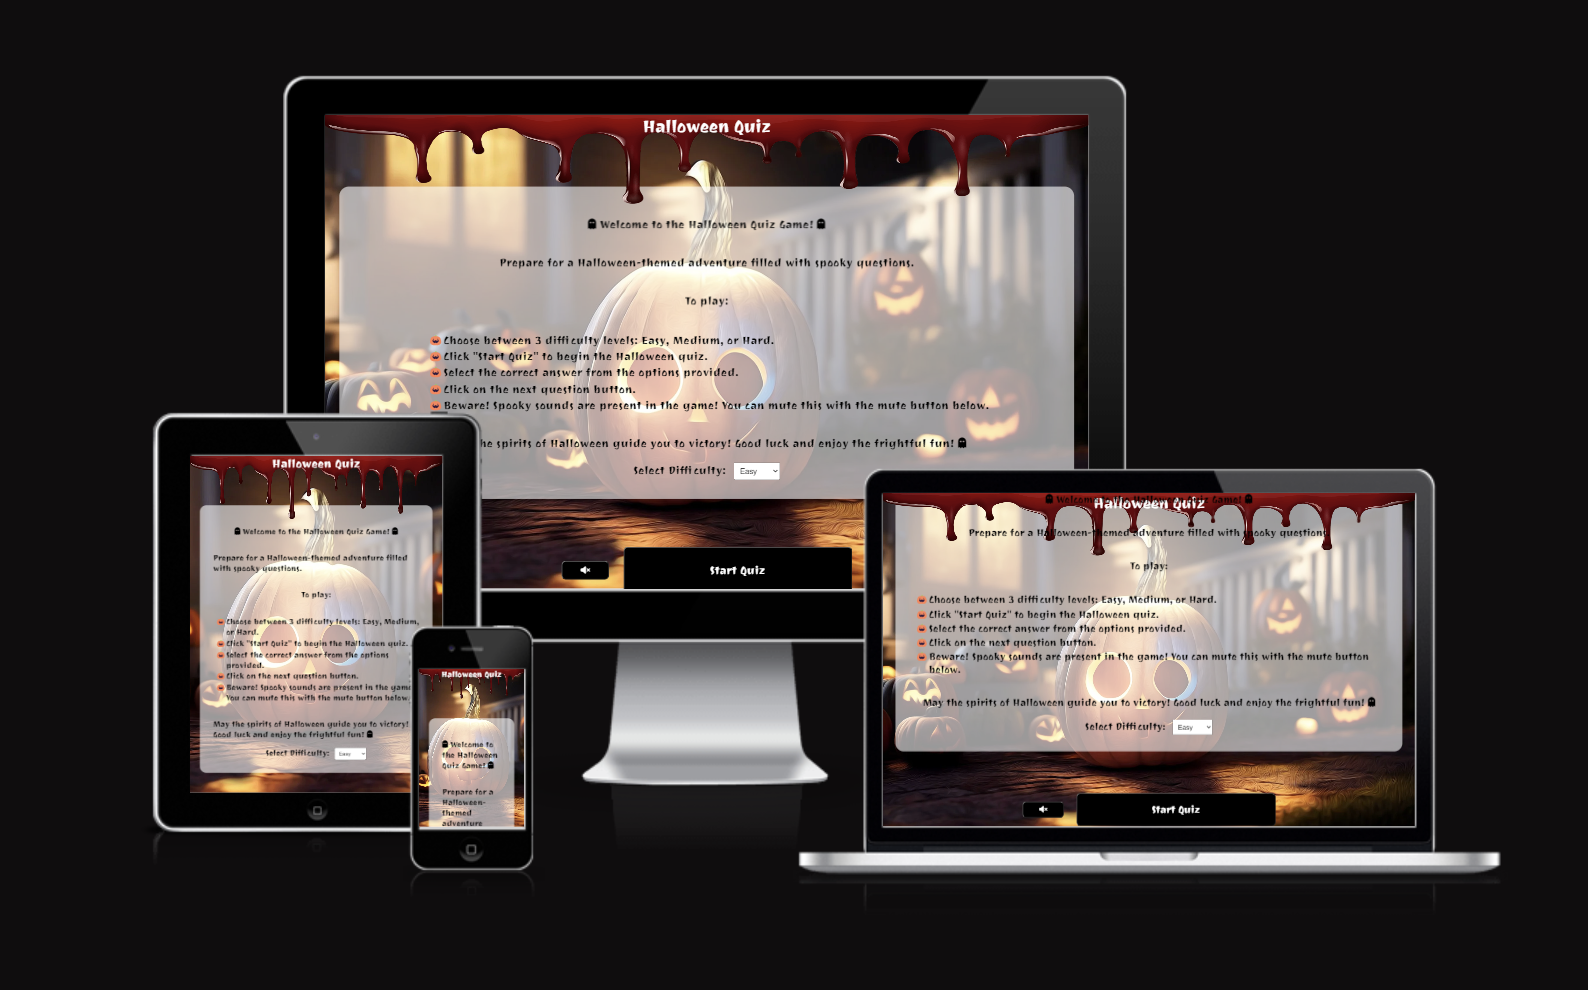 Halloween Quiz
Welcome to the Halloween Quiz Game!
Prepare for a Halloween-themed adventure filled with spooky questions.
To play:
Choose between 3 difficulty levels: Easy, Medium, or Hard.
Click "Start Quiz" to begin the Halloween quiz.
Select the correct answer from the options provided.
Click on the next question button.
Beware! Spooky sounds are present in the game! You can mute this with the mute button below.
he spirits of Halloween guide you to victory! Good luck and enjoy the frightful fun!
Select Difficulty: Easy
Start Quiz
Halloween Quiz
Welcome to the Halloween Quiz Game!
Prepare for a Halloween-themed adventure filled
with spooky questions.
To play:
Choose between 3 difficulty levels: Easy, Medium,
or Hard.
Click "Start Quiz" to begin the Halloween quiz.
Select the correct answer from the options
provided.
Click on the next question button.
Beware! Spooky sounds are present in the game
You can mute this with the mute button below.
May the spirits of Halloween guide you to victory!
Good luck and enjoy the frightful fun!
Select Difficulty: Easy
Halloween Quiz
Welcome to
the Halloween
Quiz Game!
Prepare for a
Halloween-
themed
adventure
Welcome to the Halloween Quiz Game!
Halloween Quiz
Prepare for a Halloween-themed adventure filled with spooky questions
To play:
Choose between 3 difficulty levels: Easy, Medium, or Hard.
Click "Start Quiz" to begin the Halloween quiz.
Select the correct answer from the options provided.
Click on the next question button.
Beware! Spooky sounds are present in the game! You can mute this with the mute button
below.
May the spirits of Halloween guide you to victory! Good luck and enjoy the frightful fun!
Select Difficulty: Easy
Start Quiz